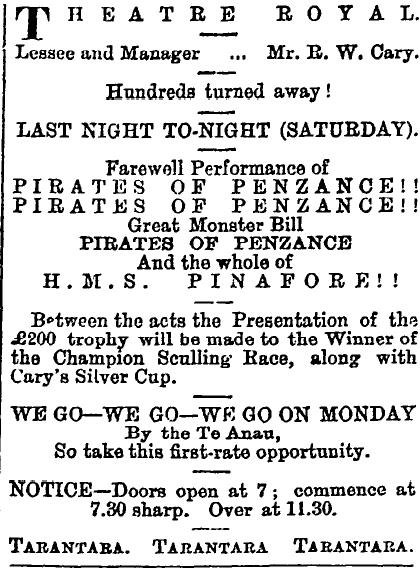 THEATRE ROYAL.
Lessee and Manager ... Mr. R. W. Cary.
Hundreds turned away!
LAST NIGHT TO-NIGHT (SATURDAY).
Farewell Performance of
PIRATES OF PENZANCE!!
PIRATES OF PENZANCE!!
Great Monster Bill
PIRATES OF PENZANCE
And the whole of
H.M.S. PINAFORE!!
Between the acts the Presentation of the
£200 trophy will be made to the Winner of
the Champion Sculling Race, along with
Cary's Silver Cup.
WE GO—WE GO—WE GO ON MONDAY
By the Te Anau,
So take this first-rate opportunity.
NOTICE—Doors open at 7; commence at
7.30 sharp. Over at 11.30.
TARANTARA. TARANTARA TARANTARA.